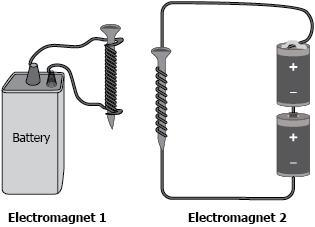 Battery
+
–
+
–
Electromagnet 1
Electromagnet 2